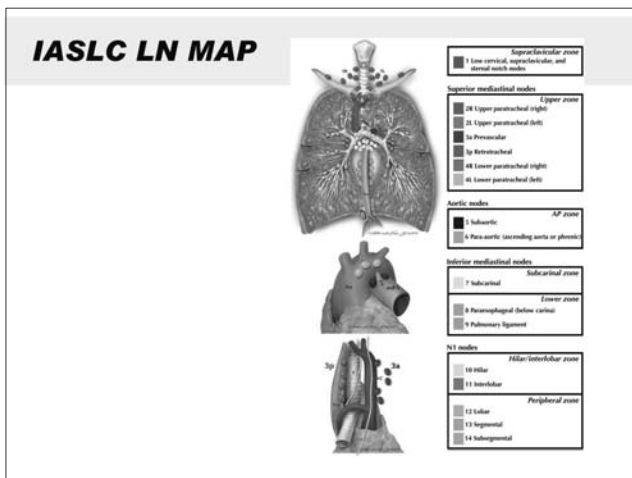 IASLC LN MAP
Supraclavicular zone
1 Low cervical, supraclavicular, and
sternal notch nodes
Superior mediastinal nodes
Upper zone
2R Upper paratracheal (right)
2L Upper paratracheal (left)
3a Prevascular
3p Retrotracheal
4R Lower paratracheal (right)
4L Lower paratracheal (left)
Aortic nodes
AP zone
5 Subaortic
6 Para-aortic (ascending aorta or phrenic)
Inferior mediastinal nodes
Subcarinal zone
7 Subcarinal
Lower zone
8 Paraesophageal (below carina)
9 Pulmonary ligament
N1 nodes
Hilar/interlobar zone
10 Hilar
11 Interlobar
Peripheral zone
12 Lobar
13 Segmental
14 Subsegmental
3p
3a